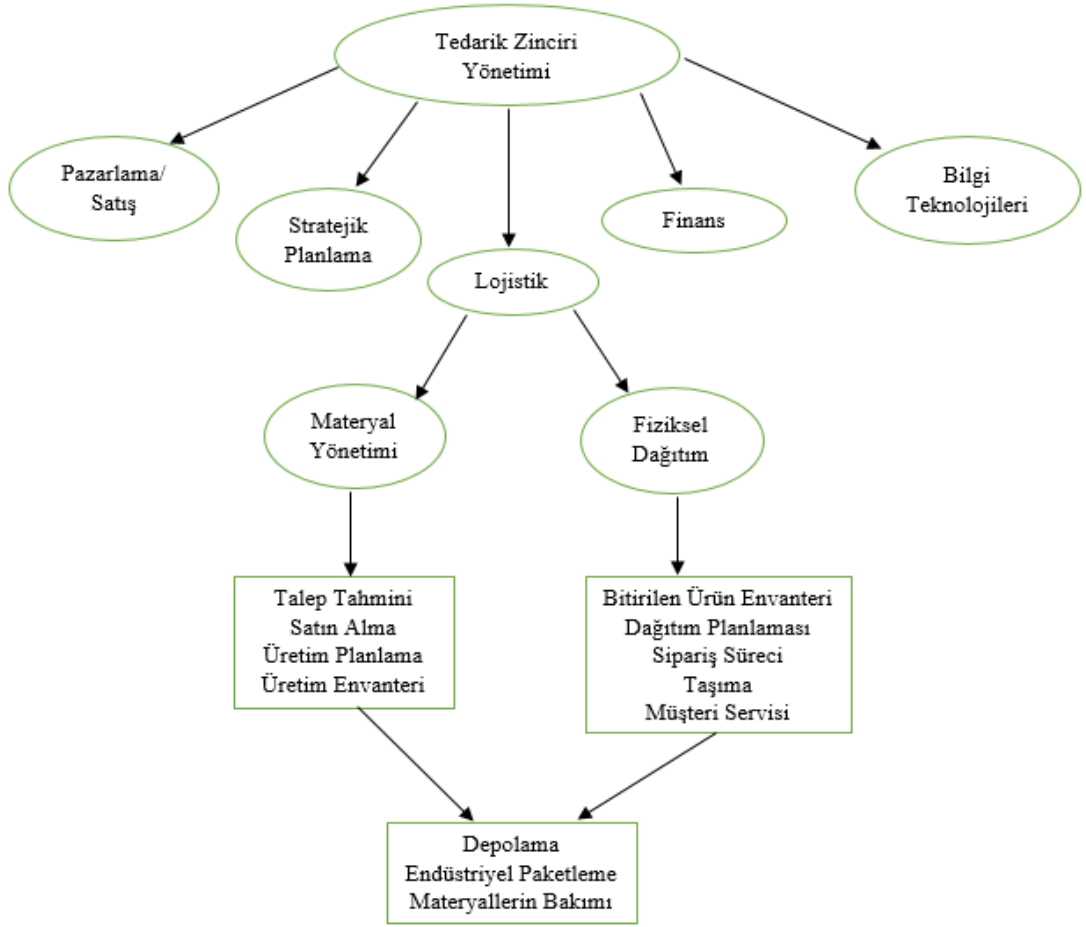 Tedarik Zinciri
Yönetimi
Pazarlama/
Satış
Stratejik
Planlama
Lojistik
Finans
Bilgi
Teknolojileri
Materyal
Yönetimi
Fiziksel
Dağıtım
Talep Tahmini
Satın Alma
Üretim Planlama
Üretim Envanteri
Bitirilen Ürün Envanteri
Dağıtım Planlaması
Sipariş Süreci
Taşıma
Müşteri Servisi
Depolama
Endüstriyel Paketleme
Materyallerin Bakımı